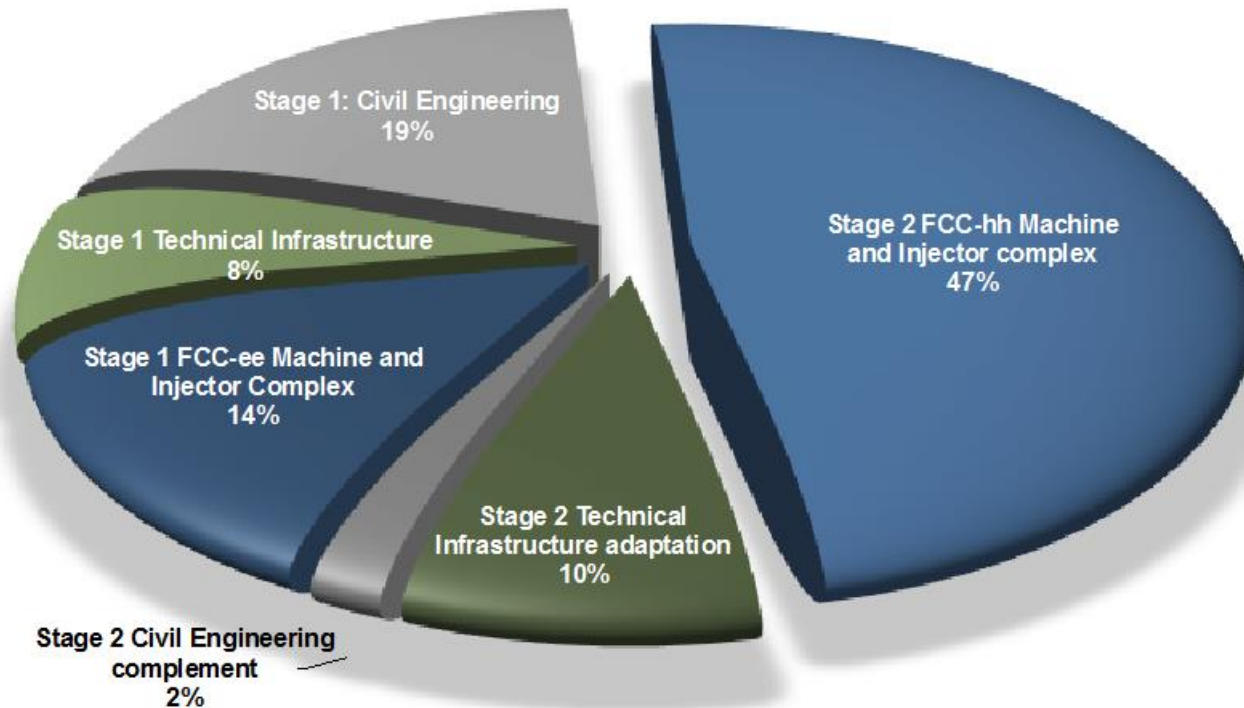 Stage 1: Civil Engineering
19%
Stage 2 FCC-hh Machine
and Injector complex
47%
Stage 1 Technical Infrastructure
8%
Stage 1 FCC-ee Machine and
Injector Complex
14%
Stage 2 Technical
Infrastructure adaptation
10%
Stage 2 Civil Engineering
complement
2%